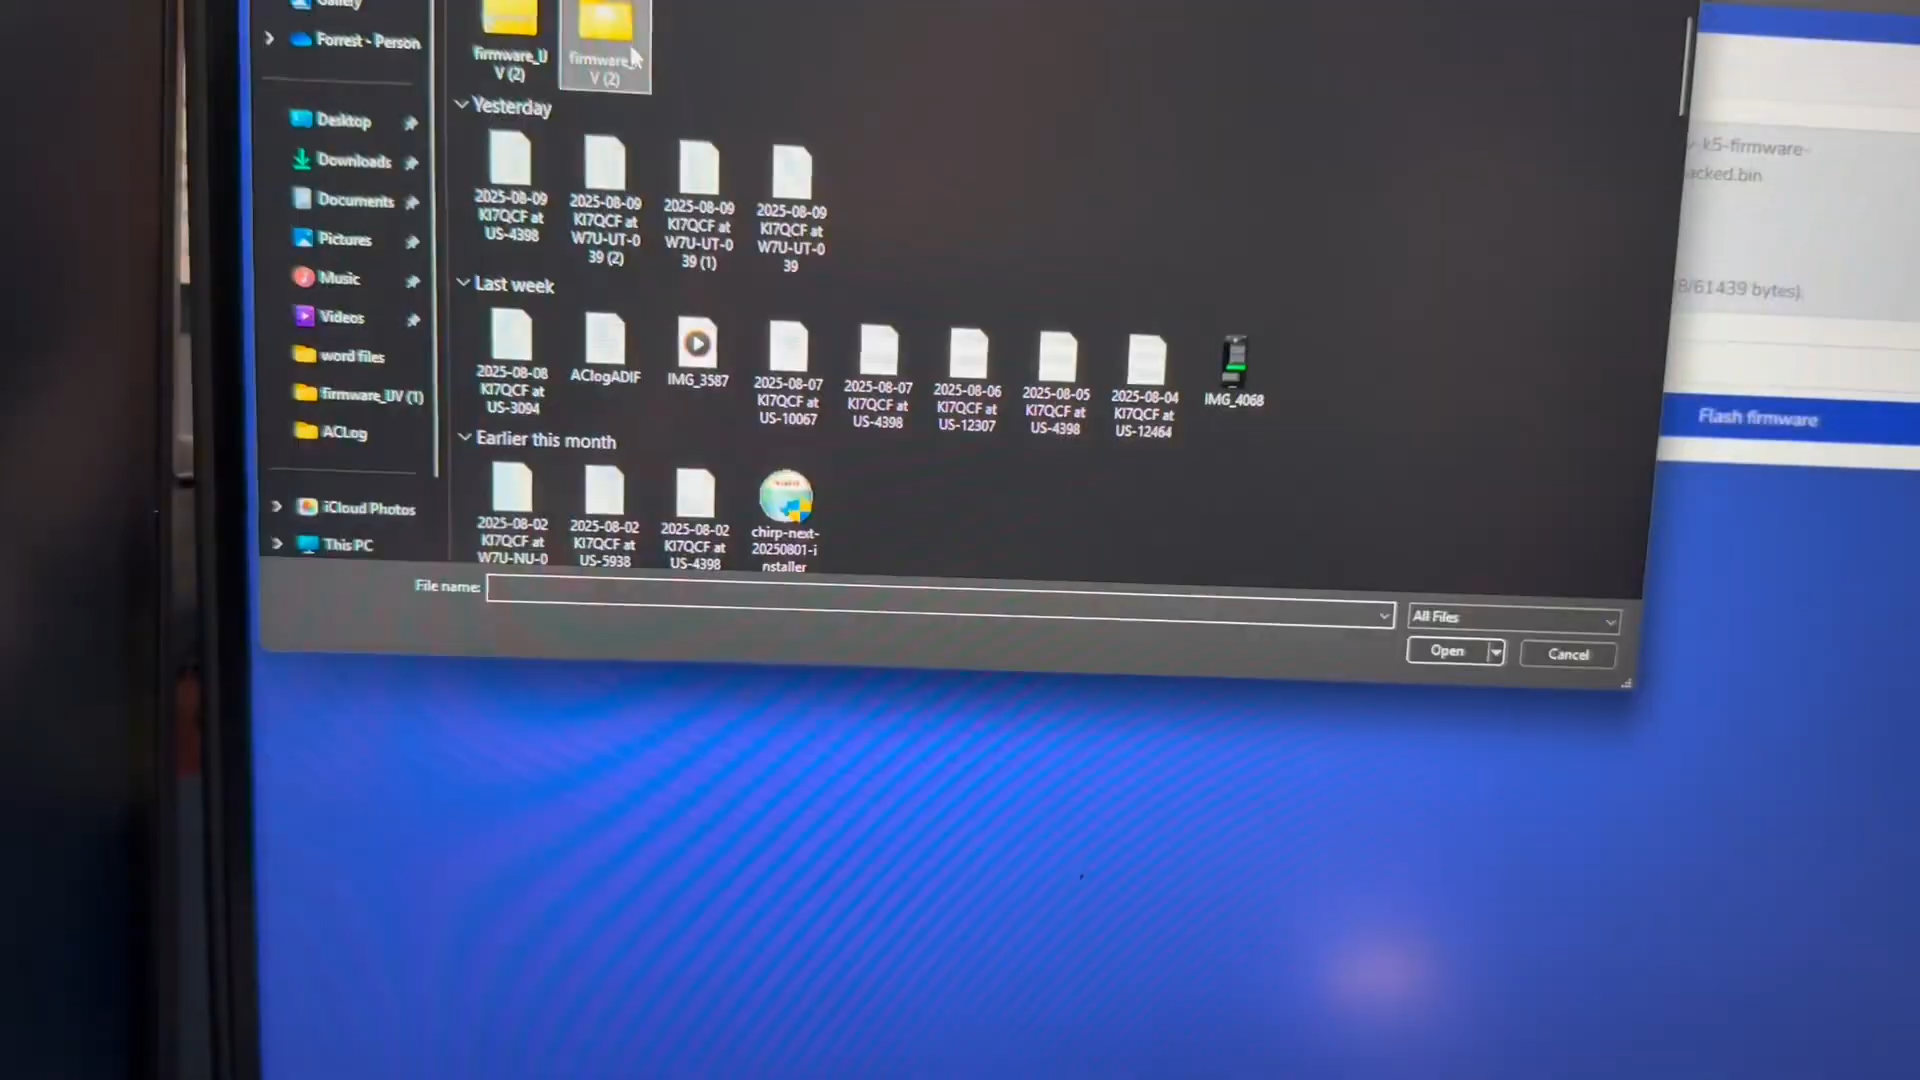 Gallery
Forrest - Person
Desktop
Downloads
Documents
Pictures
Music
Videos
word files
firmware_UV (1)
ACLog
iCloud Photos
This PC
firmware_U
V (2)
firmware_
V (2)
Yesterday
2025-08-09
KI7QCF at
US-4398
2025-08-09
KI7QCF at
W7U-UT-0
39 (2)
2025-08-09
KI7QCF at
W7U-UT-0
39 (1)
2025-08-09
KI7QCF at
W7U-UT-0
39
Last week
2025-08-08
KI7QCF at
US-3094
AClogADIF
IMG_3587
2025-08-07
KI7QCF at
US-10067
2025-08-07
KI7QCF at
US-4398
2025-08-06
KI7QCF at
US-12307
2025-08-05
KI7QCF at
US-4398
2025-08-04
KI7QCF at
US-12464
IMG_4068
Earlier this month
2025-08-02
KI7QCF at
W7U-NU-0
2025-08-02
KI7QCF at
US-5938
2025-08-02
KI7QCF at
US-4398
chirp-next-
20250801-i
nstaller
File name:
All Files
Open
Cancel
k5-firmware-
acked.bin
8/61439 bytes).
Flash firmware